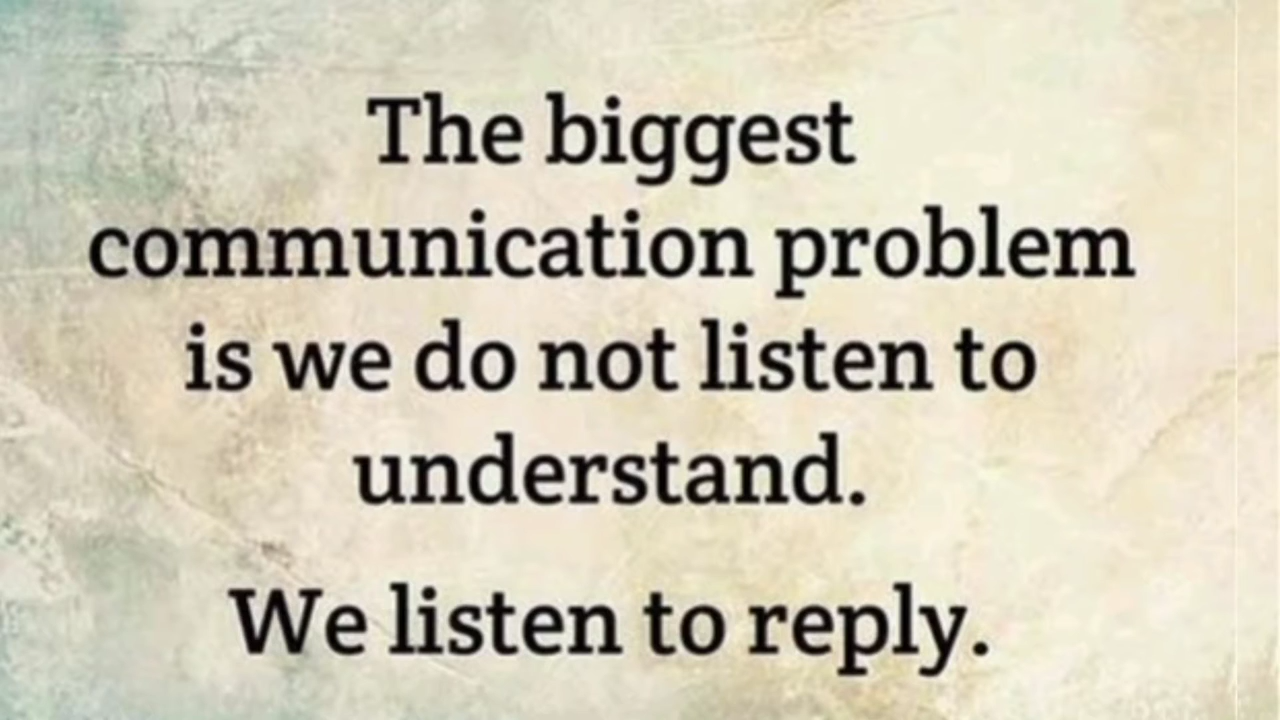 The biggest
communication problem
is we do not listen to
understand.
We listen to reply.